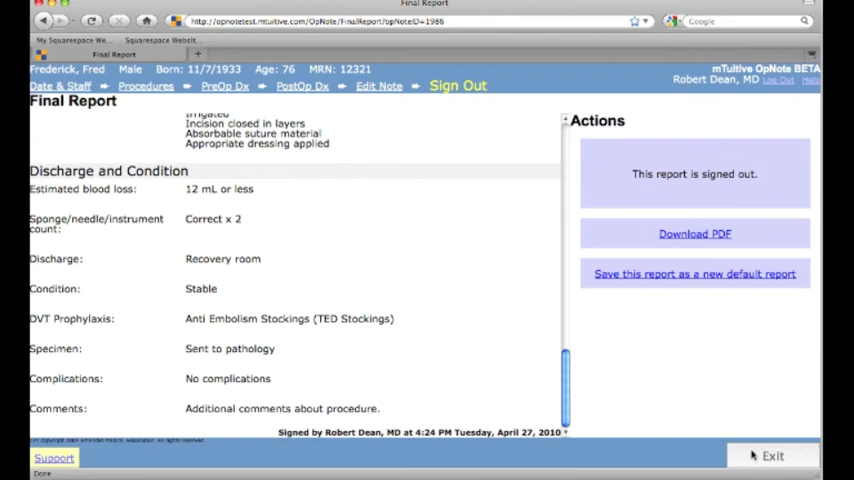 Final Report
http://opnotetest.mtuitive.com/OpNote/FinalReport?opNoteID=1986
Google
My Squarespace We...
Squarespace Websit...
Final Report
Frederick, Fred Male Born: 11/7/1933 Age: 76 MRN: 12321
mTuitive OpNote BETA
Robert Dean, MD Log Out Help
Date & Staff Procedures PreOp Dx PostOp Dx Edit Note Sign Out
Final Report
Irrigated
Incision closed in layers
Absorbable suture material
Appropriate dressing applied
Discharge and Condition
Estimated blood loss: 12 mL or less
Sponge/needle/instrument count: Correct x 2
Discharge: Recovery room
Condition: Stable
DVT Prophylaxis: Anti Embolism Stockings (TED Stockings)
Specimen: Sent to pathology
Complications: No complications
Comments: Additional comments about procedure.
Signed by Robert Dean, MD at 4:24 PM Tuesday, April 27, 2010
Actions
This report is signed out.
Download PDF
Save this report as a new default report
Support
Exit
Done